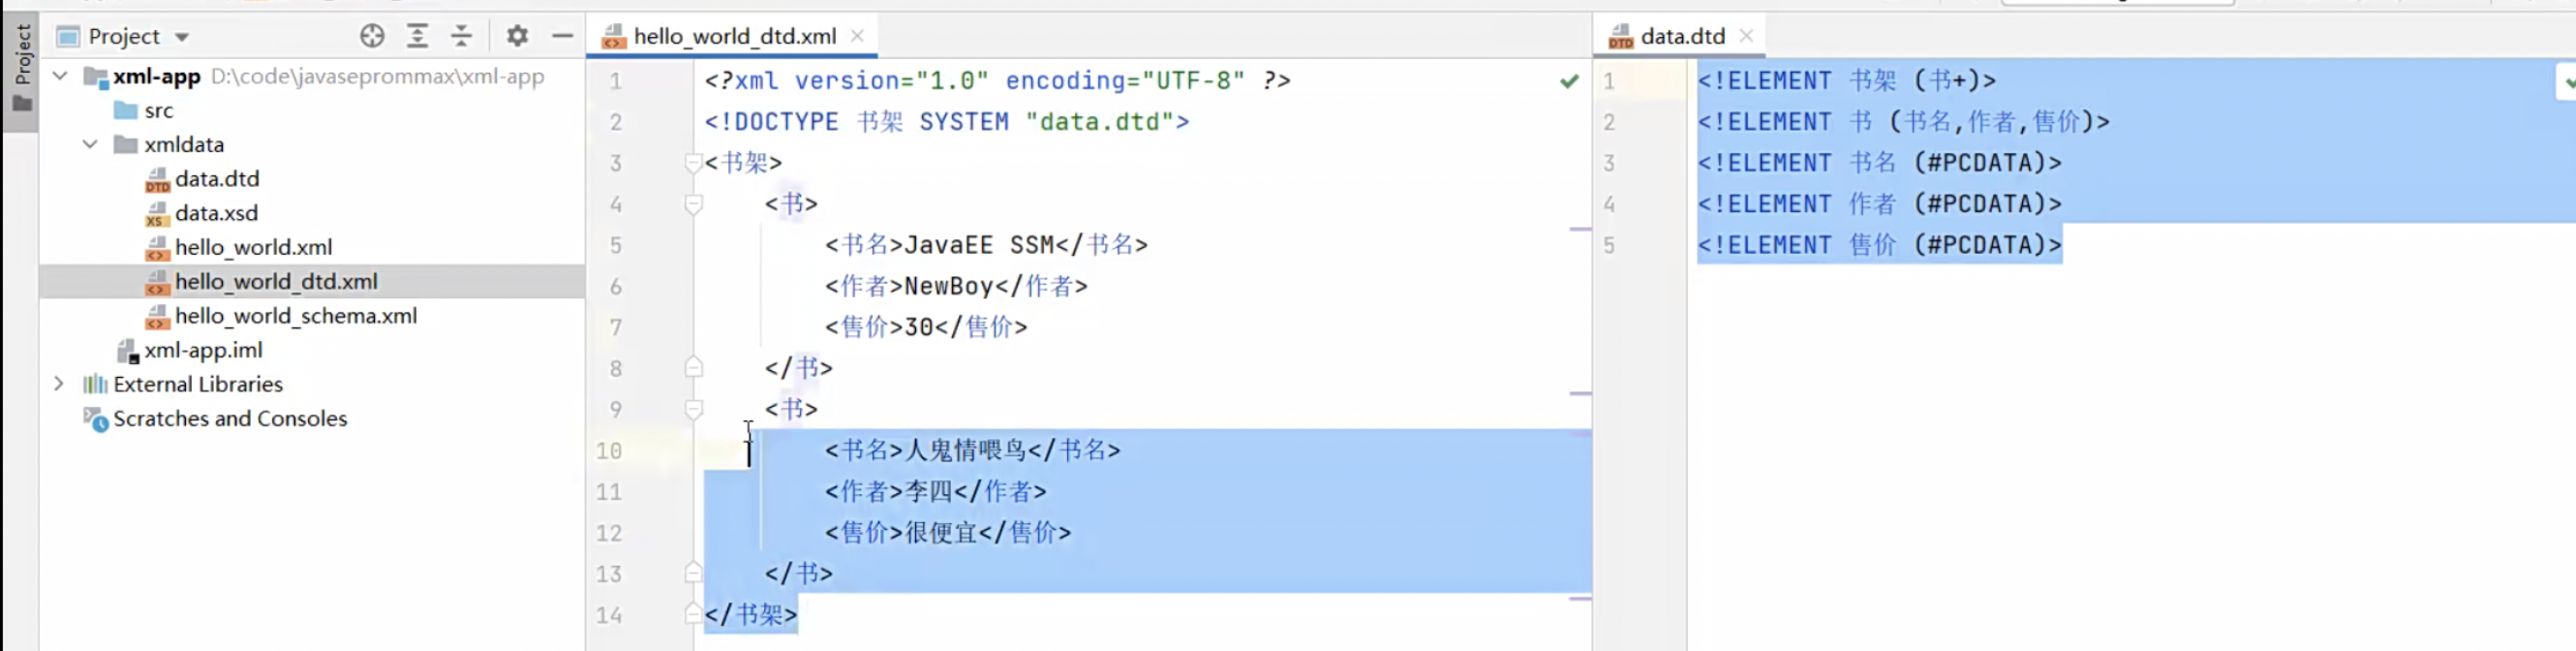 Project
Project
xml-app D:\code\javaseprommax\xml-app
src
xmldata
data.dtd
data.xsd
hello_world.xml
hello_world_dtd.xml
hello_world_schema.xml
xml-app.iml
External Libraries
Scratches and Consoles
hello_world_dtd.xml
1 <?xml version="1.0" encoding="UTF-8" ?>
2 <!DOCTYPE 书架 SYSTEM "data.dtd">
3 <书架>
4 <书>
5 <书名>JavaEE SSM</书名>
6 <作者>NewBoy</作者>
7 <售价>30</售价>
8 </书>
9 <书>
10 <书名>人鬼情喂鸟</书名>
11 <作者>李四</作者>
12 <售价>很便宜</售价>
13 </书>
14 </书架>
data.dtd
1 <!ELEMENT 书架 (书+)>
2 <!ELEMENT 书 (书名,作者,售价)>
3 <!ELEMENT 书名 (#PCDATA)>
4 <!ELEMENT 作者 (#PCDATA)>
5 <!ELEMENT 售价 (#PCDATA)>